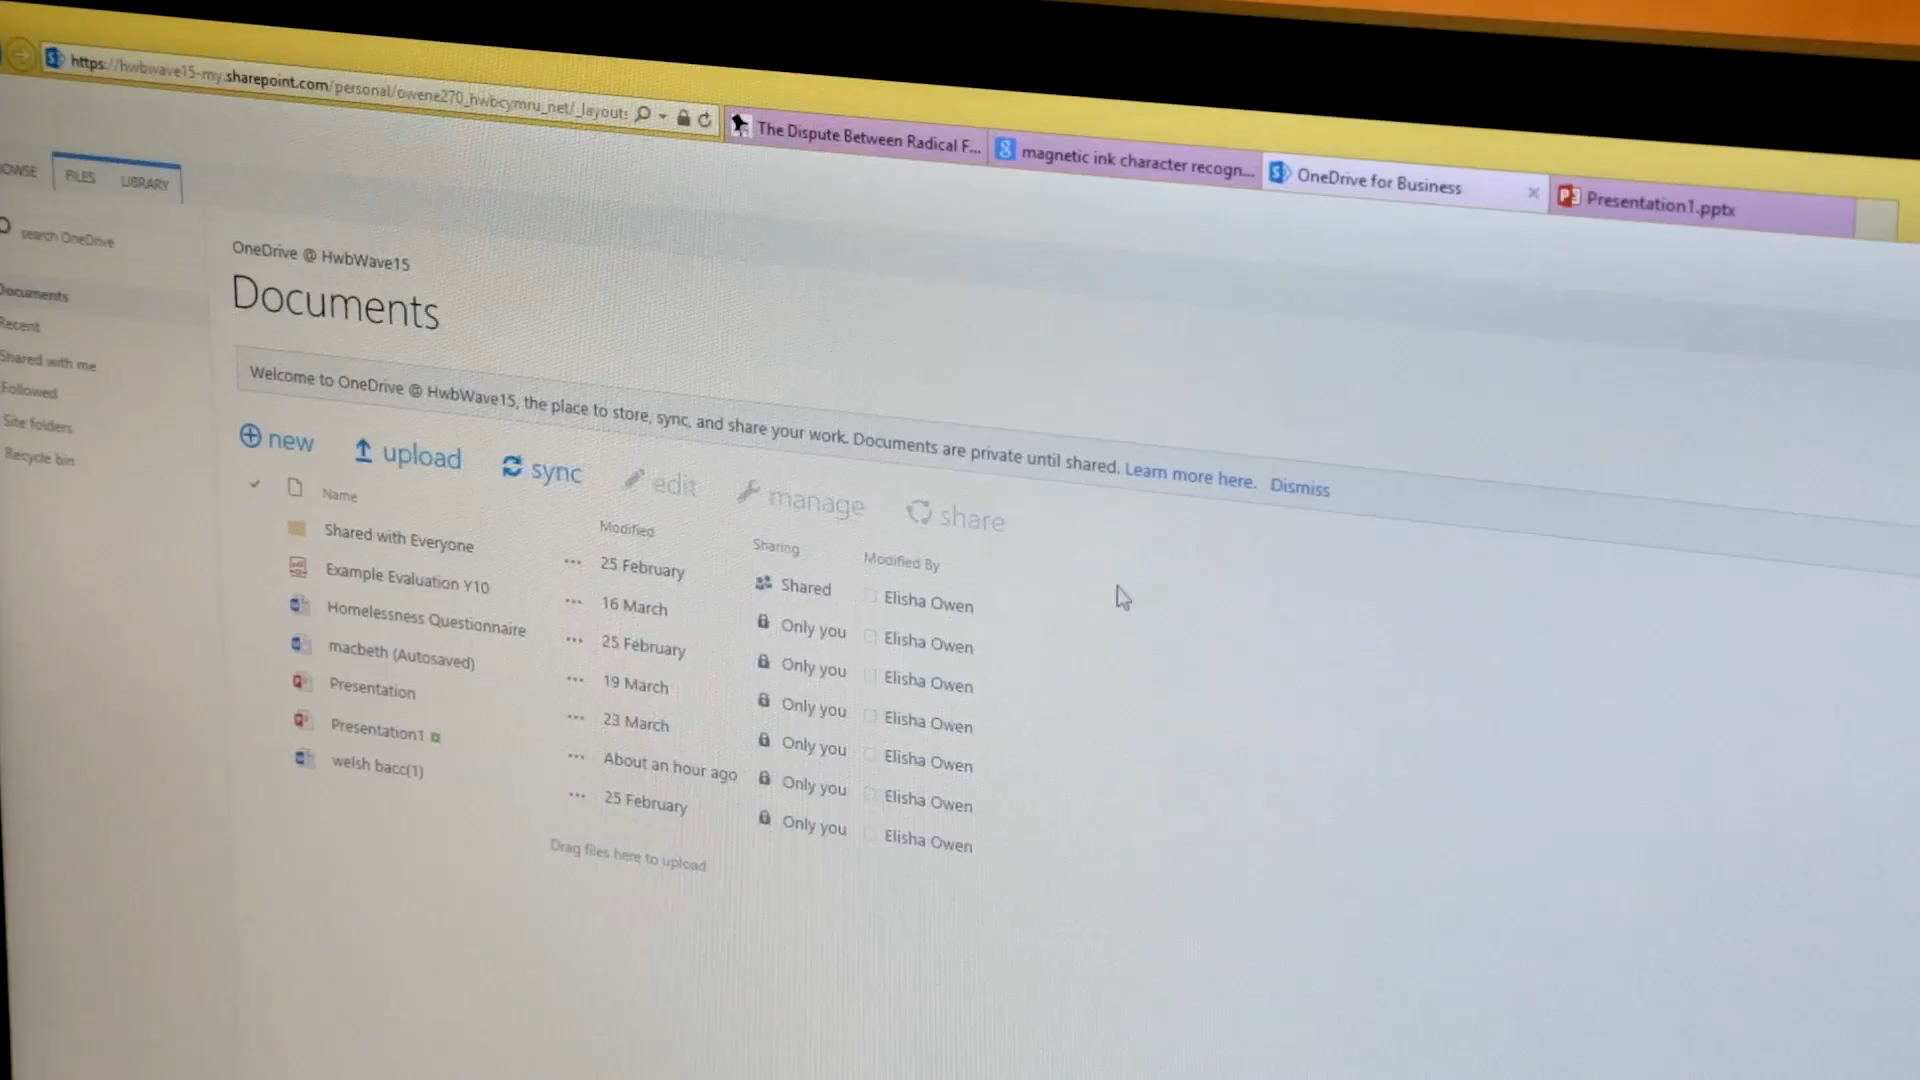 https://hwbwave15-my.sharepoint.com/personal/owene270_hwbcymru_net/_layouts
The Dispute Between Radical F...
magnetic ink character recogn...
OneDrive for Business
Presentation1.pptx
FILES
LIBRARY
search OneDrive
Documents
Recent
Shared with me
Followed
Site folders
Recycle bin
OneDrive @ HwbWave15
Documents
Welcome to OneDrive @ HwbWave15, the place to store, sync, and share your work. Documents are private until shared. Learn more here. Dismiss
new upload sync edit manage share
Name Modified Sharing Modified By
Shared with Everyone ... 25 February Shared Elisha Owen
Example Evaluation Y10 ... 16 March Only you Elisha Owen
Homelessness Questionnaire ... 25 February Only you Elisha Owen
macbeth (Autosaved) ... 19 March Only you Elisha Owen
Presentation ... 23 March Only you Elisha Owen
Presentation1 ... About an hour ago Only you Elisha Owen
welsh bacc(1) ... 25 February Only you Elisha Owen
Drag files here to upload